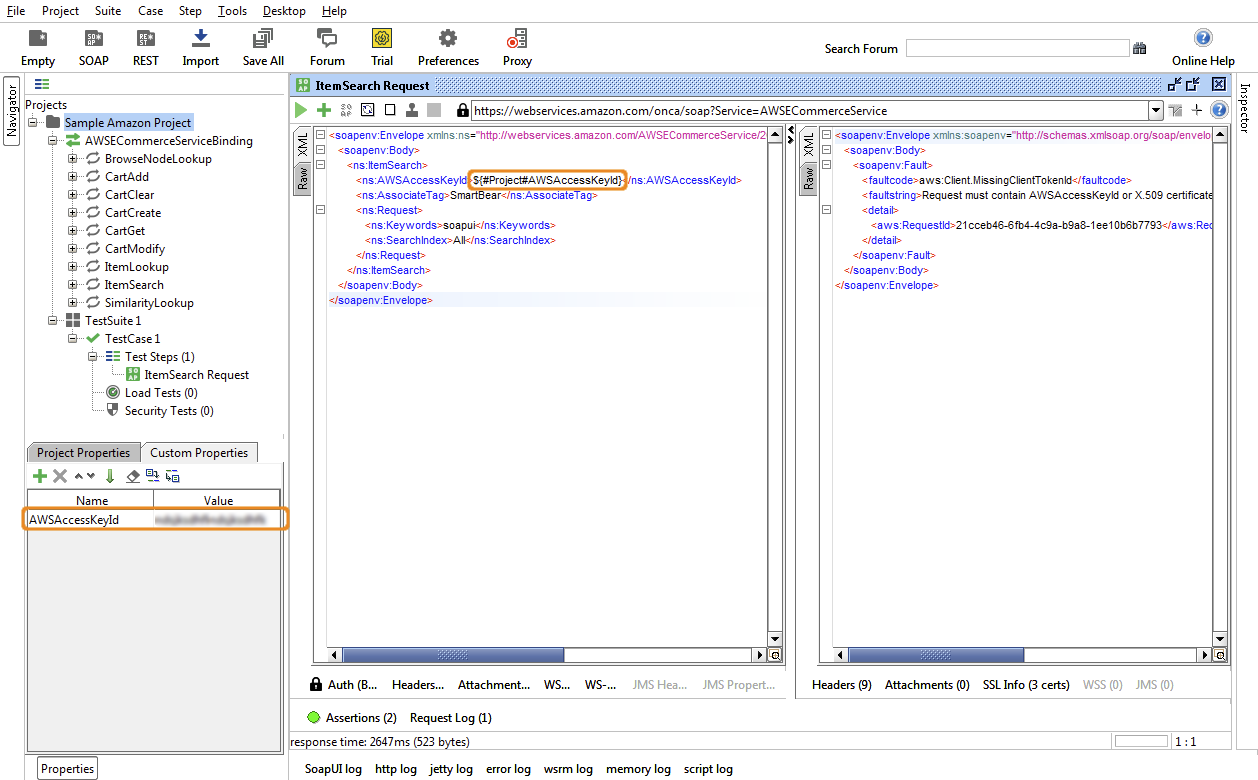 File Project Suite Case Step Tools Desktop Help
Empty SOAP REST Import Save All Forum Trial Preferences Proxy Search Forum Online Help
Navigator
Projects
Sample Amazon Project
AWSECommerceServiceBinding
BrowseNodeLookup
CartAdd
CartClear
CartCreate
CartGet
CartModify
ItemLookup
ItemSearch
SimilarityLookup
TestSuite 1
TestCase 1
Test Steps (1)
ItemSearch Request
Load Tests (0)
Security Tests (0)
Project Properties Custom Properties
Name Value
AWSAccessKeyId
Properties
ItemSearch Request
https://webservices.amazon.com/onca/soap?Service=AWSECommerceService
XML
Raw
<soapenv:Envelope xmlns:ns="http://webservices.amazon.com/AWSECommerceService/2
<soapenv:Body>
<ns:ItemSearch>
<ns:AWSAccessKeyId>${#Project#AWSAccessKeyId}</ns:AWSAccessKeyId>
<ns:AssociateTag>SmartBear</ns:AssociateTag>
<ns:Request>
<ns:Keywords>soapui</ns:Keywords>
<ns:SearchIndex>All</ns:SearchIndex>
</ns:Request>
</ns:ItemSearch>
</soapenv:Body>
</soapenv:Envelope>
Auth (B... Headers... Attachment... WS... WS-... JMS Hea... JMS Propert...
XML
Raw
<soapenv:Envelope xmlns:soapenv="http://schemas.xmlsoap.org/soap/envelo
<soapenv:Body>
<soapenv:Fault>
<faultcode>aws:Client.MissingClientTokenId</faultcode>
<faultstring>Request must contain AWSAccessKeyId or X.509 certificate
<detail>
<aws:RequestId>21cceb46-6fb4-4c9a-b9a8-1ee10b6b7793</aws:Rec
</detail>
</soapenv:Fault>
</soapenv:Body>
</soapenv:Envelope>
Headers (9) Attachments (0) SSL Info (3 certs) WSS (0) JMS (0)
Inspector
Assertions (2) Request Log (1)
response time: 2647ms (523 bytes) 1 : 1
SoapUI log http log jetty log error log wsrm log memory log script log